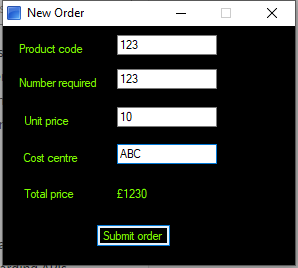 New Order
Product code 123
Number required 123
Unit price 10
Cost centre ABC
Total price £1230
Submit order